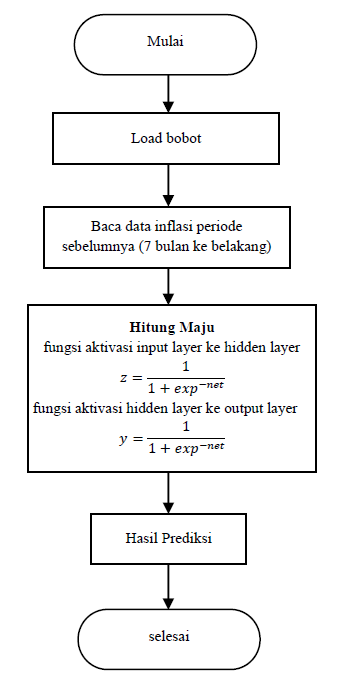 Mulai
Load bobot
Baca data inflasi periode
sebelumnya (7 bulan ke belakang)
Hitung Maju
fungsi aktivasi input layer ke hidden layer
z = 1 / (1 + exp^{-net})
fungsi aktivasi hidden layer ke output layer
y = 1 / (1 + exp^{-net})
Hasil Prediksi
selesai